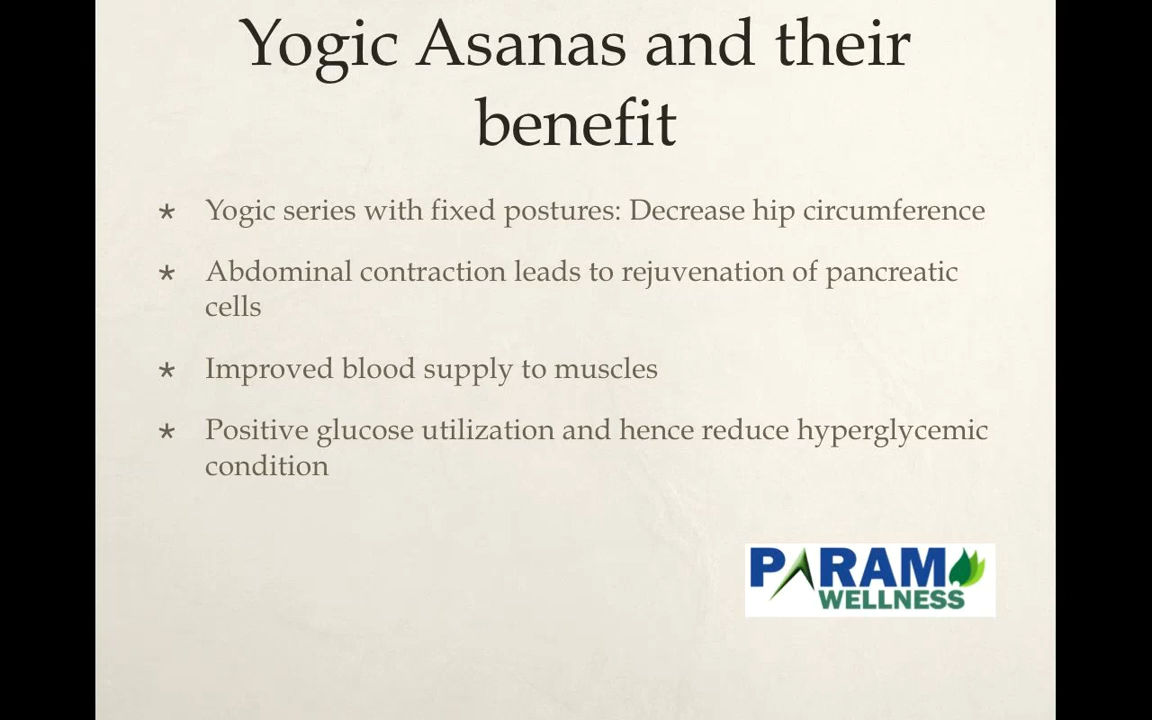 Yogic Asanas and their
benefit
* Yogic series with fixed postures: Decrease hip circumference
* Abdominal contraction leads to rejuvenation of pancreatic
cells
* Improved blood supply to muscles
* Positive glucose utilization and hence reduce hyperglycemic
condition
PARAM
WELLNESS